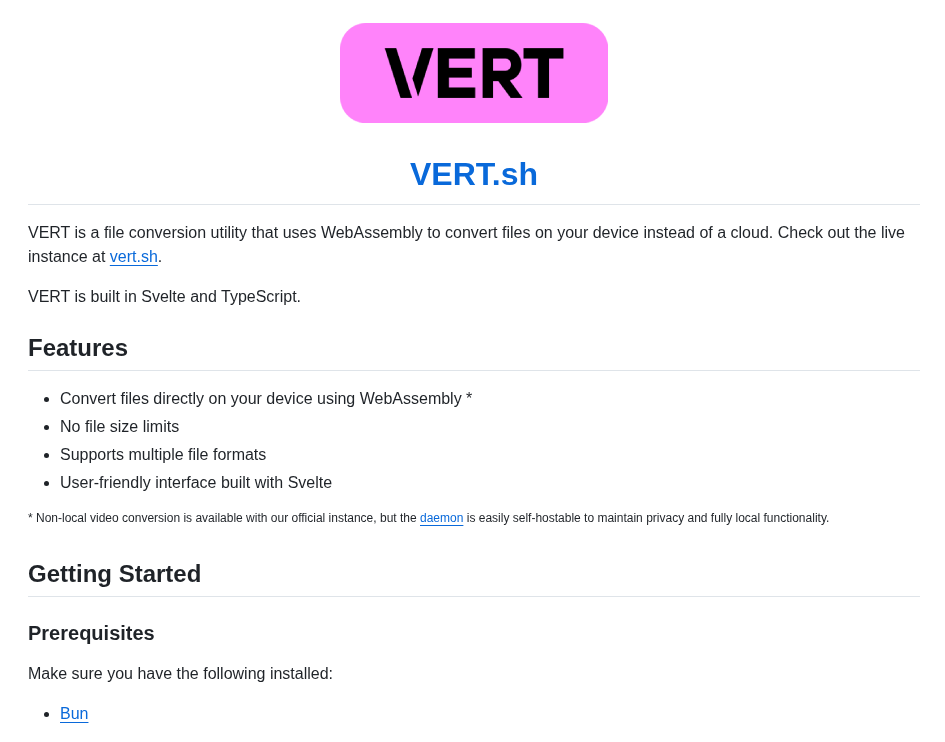 VERT
VERT.sh
VERT is a file conversion utility that uses WebAssembly to convert files on your device instead of a cloud. Check out the live
instance at vert.sh.
VERT is built in Svelte and TypeScript.
Features
• Convert files directly on your device using WebAssembly *
• No file size limits
• Supports multiple file formats
• User-friendly interface built with Svelte
* Non-local video conversion is available with our official instance, but the daemon is easily self-hostable to maintain privacy and fully local functionality.
Getting Started
Prerequisites
Make sure you have the following installed:
• Bun